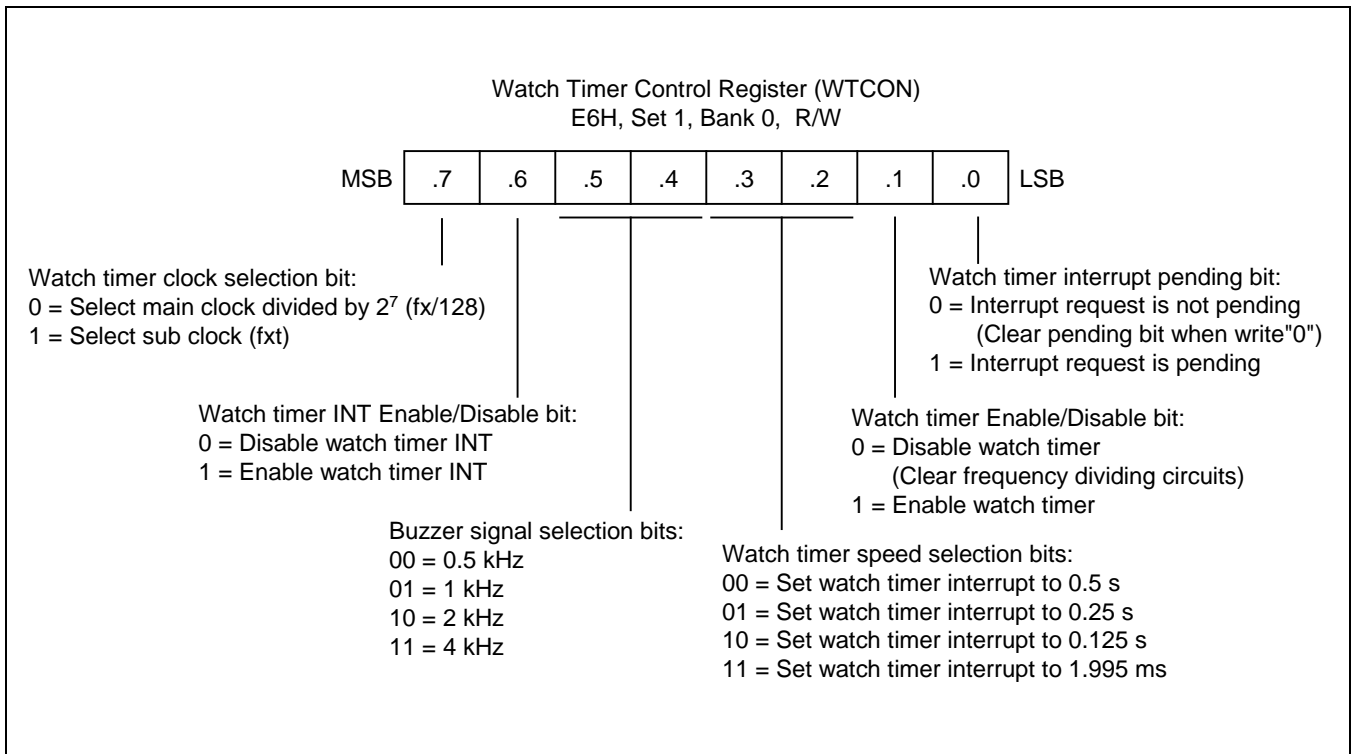 Watch Timer Control Register (WTCON)
E6H, Set 1, Bank 0, R/W
MSB .7 .6 .5 .4 .3 .2 .1 .0 LSB
Watch timer clock selection bit:
0 = Select main clock divided by 2⁷ (fx/128)
1 = Select sub clock (fxt)
Watch timer interrupt pending bit:
0 = Interrupt request is not pending
(Clear pending bit when write"0")
1 = Interrupt request is pending
Watch timer INT Enable/Disable bit:
0 = Disable watch timer INT
1 = Enable watch timer INT
Watch timer Enable/Disable bit:
0 = Disable watch timer
(Clear frequency dividing circuits)
1 = Enable watch timer
Buzzer signal selection bits:
00 = 0.5 kHz
01 = 1 kHz
10 = 2 kHz
11 = 4 kHz
Watch timer speed selection bits:
00 = Set watch timer interrupt to 0.5 s
01 = Set watch timer interrupt to 0.25 s
10 = Set watch timer interrupt to 0.125 s
11 = Set watch timer interrupt to 1.995 ms